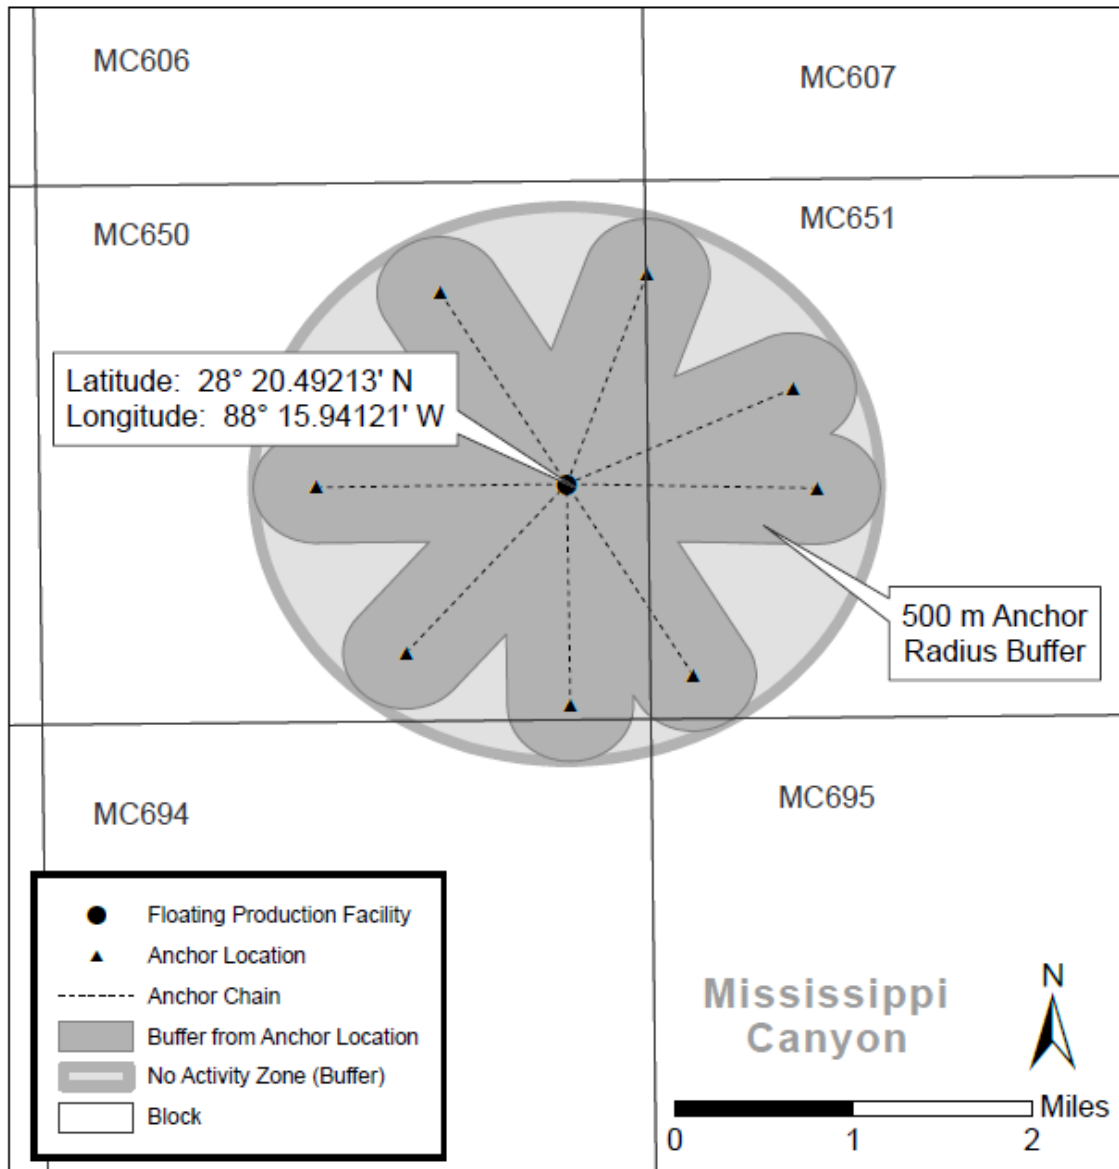 MC606
MC607
MC650
MC651
Latitude:  28° 20.49213' N
Longitude:  88° 15.94121' W
500 m Anchor
Radius Buffer
MC694
MC695
Floating Production Facility
Anchor Location
Anchor Chain
Buffer from Anchor Location
No Activity Zone (Buffer)
Block
Mississippi
Canyon
N
Miles
0 1 2